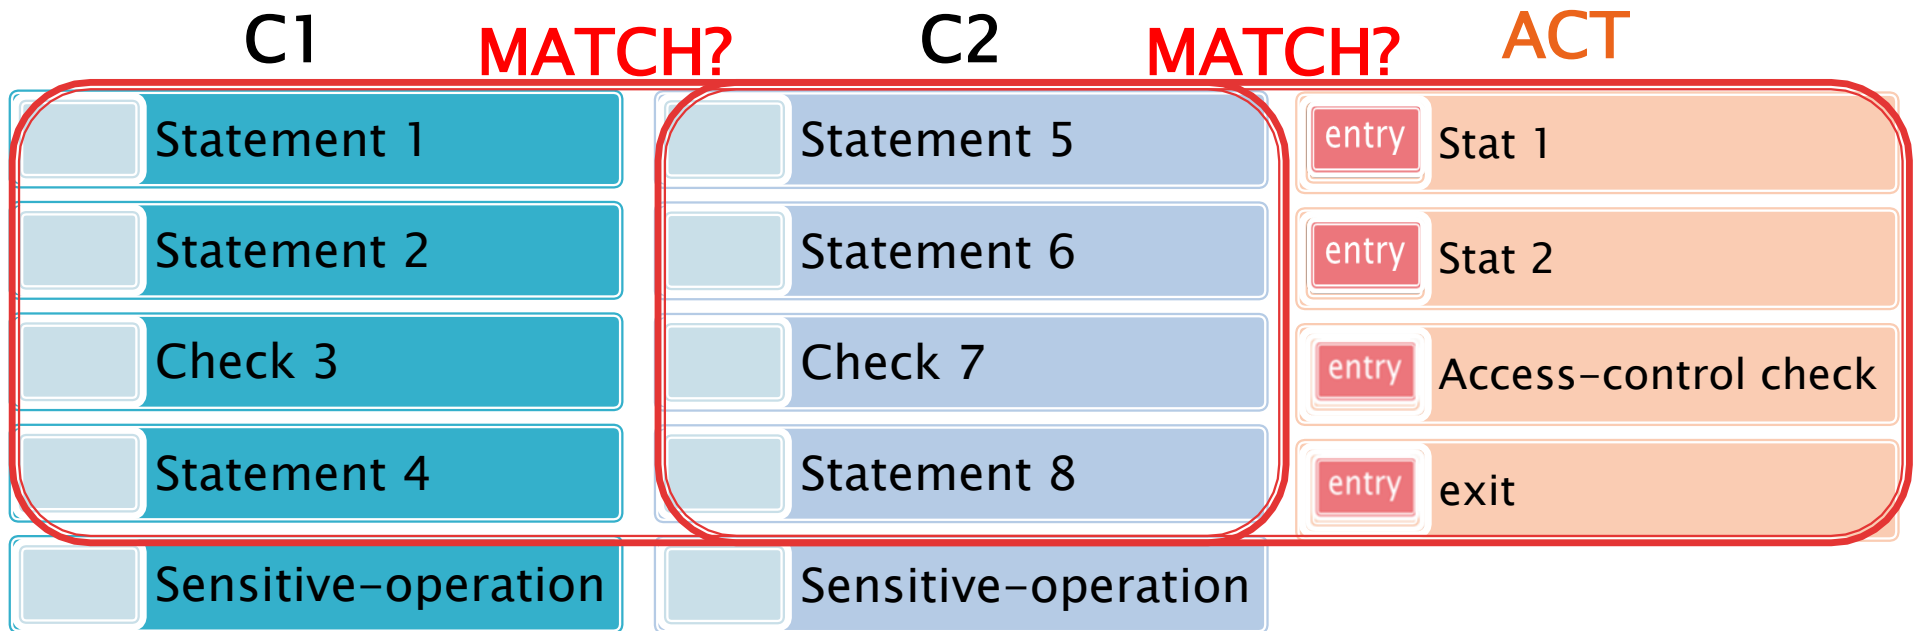 C1 MATCH? C2 MATCH? ACT
Statement 1 Statement 5 entry Stat 1
Statement 2 Statement 6 entry Stat 2
Check 3 Check 7 entry Access-control check
Statement 4 Statement 8 entry exit
Sensitive-operation Sensitive-operation